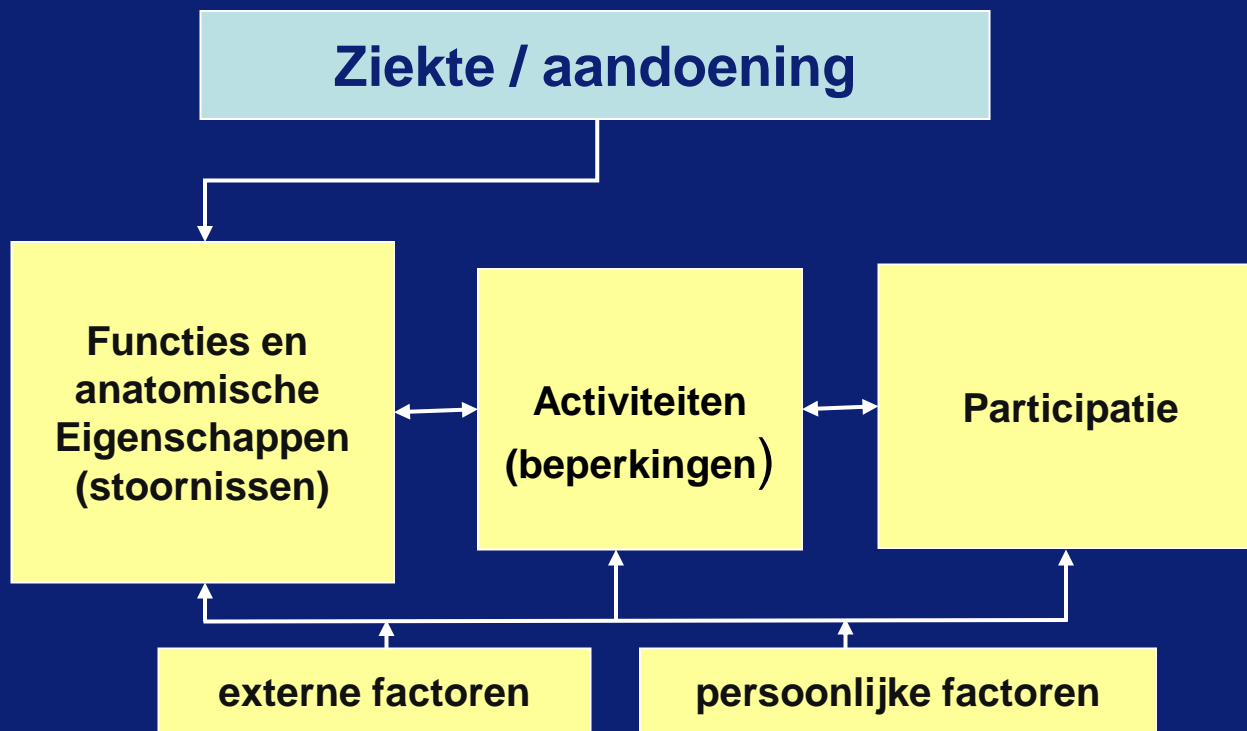 Ziekte / aandoening
Functies en
anatomische
Eigenschappen
(stoornissen)
Activiteiten
(beperkingen)
Participatie
externe factoren
persoonlijke factoren